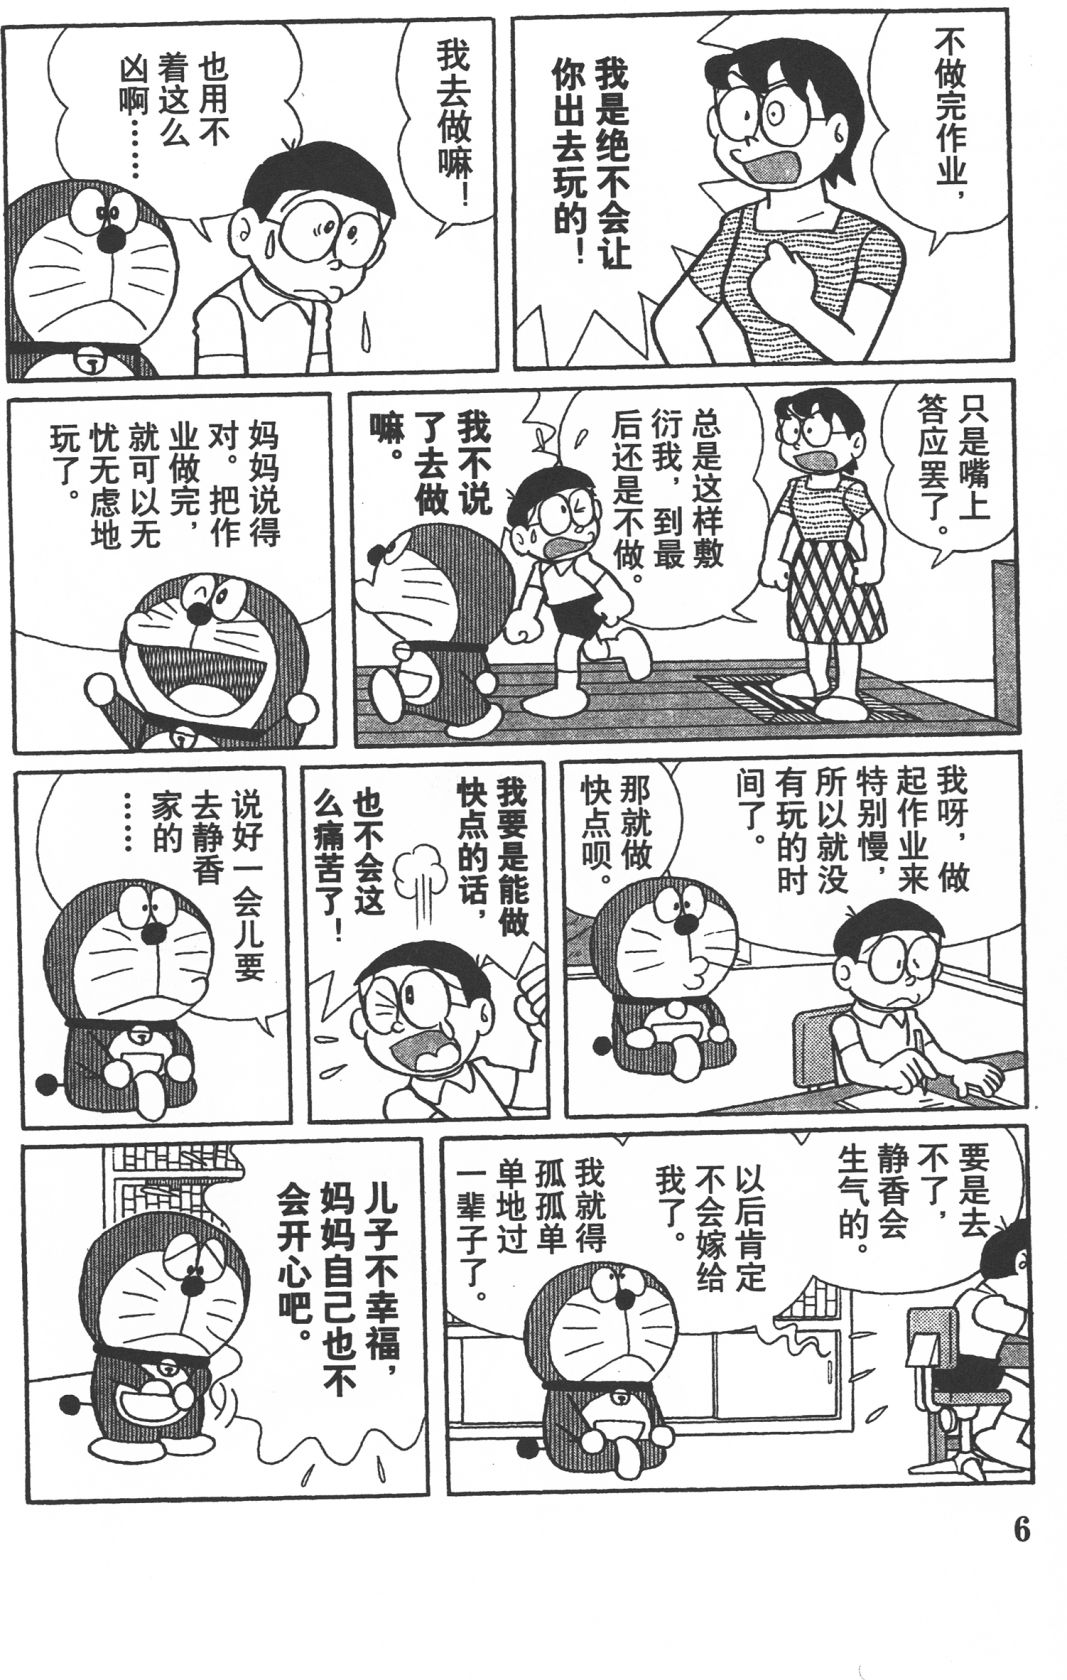 不做完作业，
我是绝不会让
你出去玩的！
我去做嘛！
也用不
着这么
凶啊……
只是嘴上
答应罢了。
总是这样敷
衍我，到最
后还是不做。
我不说
了去做
嘛。
妈妈说得
对。把作
业做完，
就可以无
忧无虑地
玩了。
我呀，做
起作业来
特别慢，
所以就没
有玩的时
间了。
那就做
快点呗。
我要是能做
快点的话，
也不会这
么痛苦了！
说好一会儿要
去静香
家的
……
要是去
不了，
静香会
生气的。
以后肯定
不会嫁给
我了。
我就得
孤孤单
单地过
一辈子了。
儿子不幸福，
妈妈自己也不
会开心吧。
6